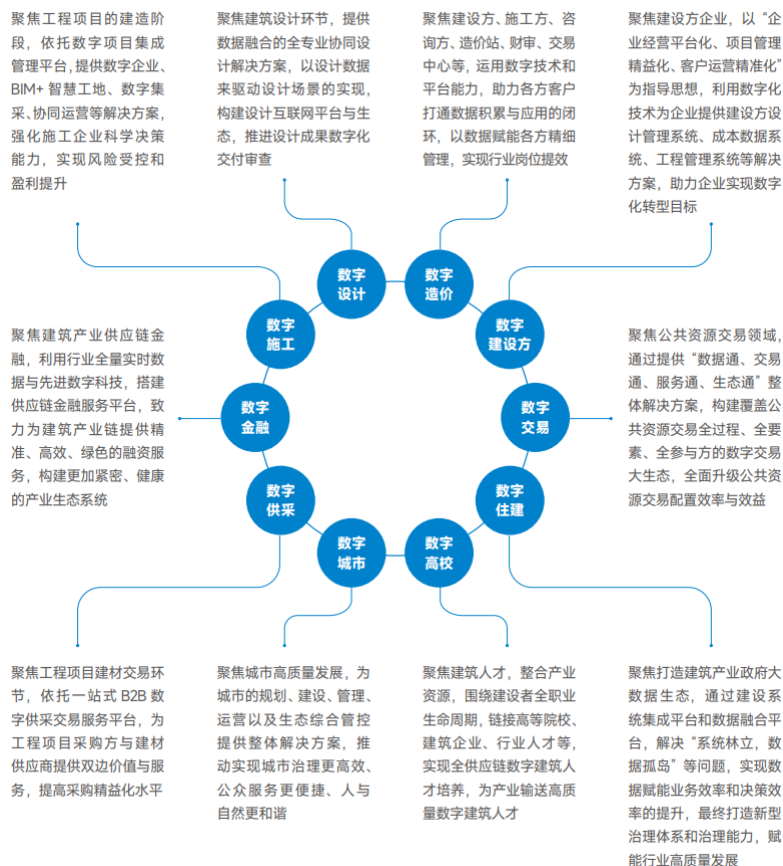 聚焦工程项目的建造阶
段，依托数字项目集成
管理平台，提供数字企业、
BIM+ 智慧工地、数字集
采、协同运营等解决方案，
强化施工企业科学决策
能力，实现风险受控和
盈利提升
聚焦建筑设计环节，提供
数据融合的全专业协同设
计解决方案，以设计数据
来驱动设计场景的实现，
构建设计互联网平台与生
态，推进设计成果数字化
交付审查
聚焦建设方、施工方、咨
询方、造价站、财审、交易
中心等，运用数字技术和
平台能力，助力各方客户
打通数据积累与应用的闭
环，以数据赋能各方精细
管理，实现行业岗位提效
聚焦建设方企业，以“企
业经营平台化、项目管理
精益化、客户运营精准化”
为指导思想，利用数字化
技术为企业提供建设方设
计管理系统、成本数据系
统、工程管理系统等解决
方案，助力企业实现数字
化转型目标
数字
设计
数字
造价
数字
施工
数字
建设方
聚焦建筑产业供应链金
融，利用行业全量实时数
据与先进数字科技，搭建
供应链金融服务平台，致
力为建筑产业链提供精
准、高效、绿色的融资服
务，构建更加紧密、健康
的产业生态系统
数字
金融
数字
交易
聚焦公共资源交易领域，
通过提供“数据通、交易
通、服务通、生态通”整
体解决方案，构建覆盖公
共资源交易全过程、全要
素、全参与方的数字交易
大生态，全面升级公共资
源交易配置效率与效益
数字
供采
数字
住建
数字
城市
数字
高校
聚焦工程项目建材交易环
节，依托一站式 B2B 数
字供采交易服务平台，为
工程项目采购方与建材
供应商提供双边价值与服
务，提高采购精益化水平
聚焦城市高质量发展，为
城市的规划、建设、管理、
运营以及生态综合管控
提供整体解决方案，推
动实现城市治理更高效、
公众服务更便捷、人与
自然更和谐
聚焦建筑人才，整合产业
资源，围绕建设者全职业
生命周期，链接高等院校、
建筑企业、行业人才等，
实现全供应链数字建筑人
才培养，为产业输送高质
量数字建筑人才
聚焦打造建筑产业政府大
数据生态，通过建设系
统集成平台和数据融合平
台，解决“系统林立，数
据孤岛”等问题，实现数
据赋能业务效率和决策效
率的提升，最终打造新型
治理体系和治理能力，赋
能行业高质量发展